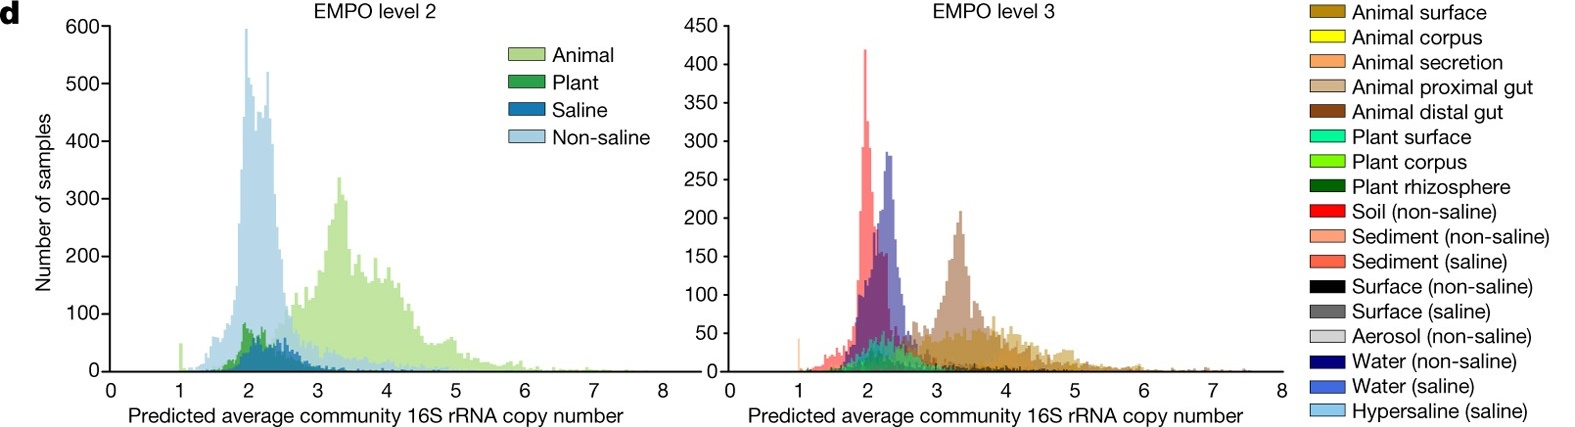 d
EMPO level 2
600
500
400
300
200
100
0
Number of samples
0 1 2 3 4 5 6 7 8
Predicted average community 16S rRNA copy number
Animal
Plant
Saline
Non-saline
EMPO level 3
450
400
350
300
250
200
150
100
50
0
0 1 2 3 4 5 6 7 8
Predicted average community 16S rRNA copy number
Animal surface
Animal corpus
Animal secretion
Animal proximal gut
Animal distal gut
Plant surface
Plant corpus
Plant rhizosphere
Soil (non-saline)
Sediment (non-saline)
Sediment (saline)
Surface (non-saline)
Surface (saline)
Aerosol (non-saline)
Water (non-saline)
Water (saline)
Hypersaline (saline)